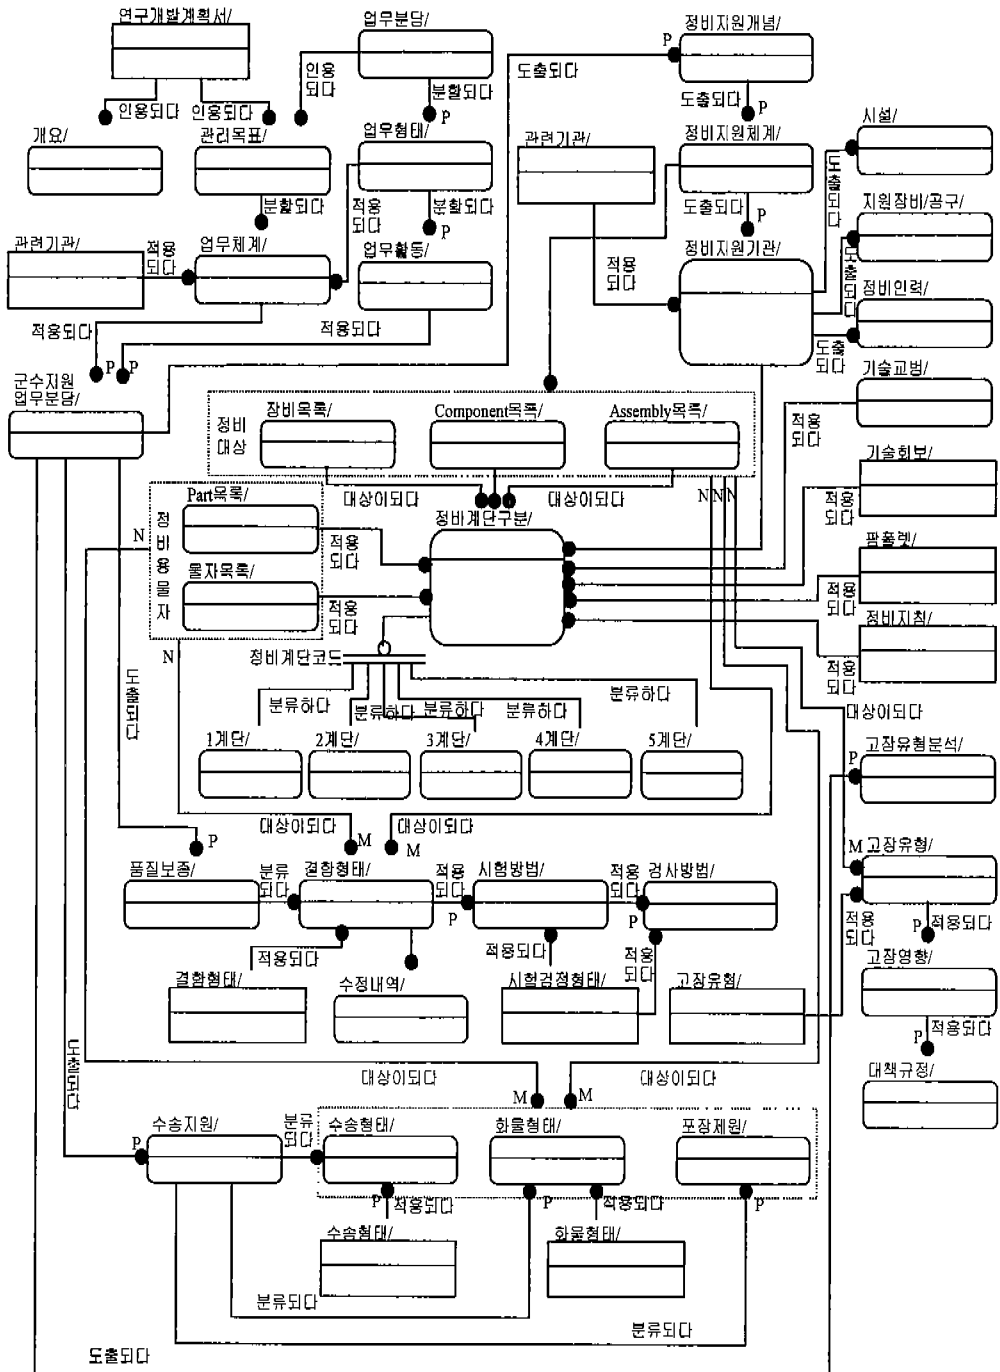 연구개발계획서/
업무분담/
정비지원개념/
P
인용
되다
도출되다
분할되다
도출되다
인용되다
인용되다
P
P
시설/
개요/
관리목표/
업무형태/
관련기관/
정비지원체계/
도출
되다
분할되다
적용
되다
분할되다
도출되다
지원장비/공구/
P
P
관련기관/
적용
되다
업무체계/
업무활동/
정비지원기관/
적용
되다
도출
되다
정비인력/
적용되다
적용되다
도출
되다
P
P
군수지원
업무분담/
기술교범/
정비
대상
장비목록/
Component목록/
Assembly목록/
적용
되다
기술회보/
대상이되다
대상이되다
N
N
N
적용
되다
정비용물자
Part목록/
정비계단구분/
N
적용
되다
팜플렛/
물자목록/
적용
되다
적용
되다
정비지침/
N
정비계단코드
적용
되다
도출되다
분류하다
분류하다
분류하다
분류하다
분류하다
대상이되다
1계단/
2계단/
3계단/
4계단/
5계단/
고장유형분석/
P
대상이되다
대상이되다
P
M
M
M
고장유형/
품질보증/
분류
되다
결함형태/
적용
되다
시험방법/
적용
되다
검사방법/
P
P
적용되다
적용되다
적용
되다
적용
되다
P
적용되다
고장영향/
결함형태/
수정내역/
시험검정형태/
고장유형/
적용되다
P
도출되다
대상이되다
대상이되다
대책규정/
M
M
수송지원/
분류
되다
수송형태/
화물형태/
포장제원/
P
P
적용되다
P
적용되다
P
수송형태/
화물형태/
분류되다
분류되다
도출되다